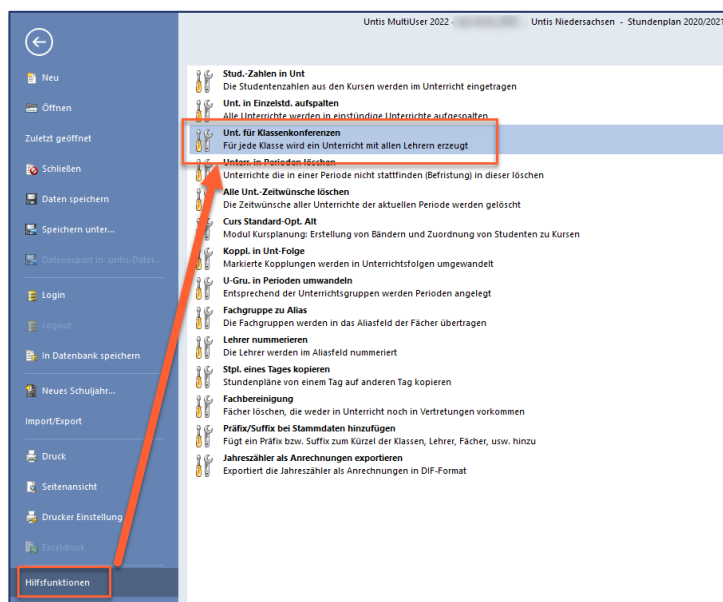 Untis MultiUser 2022 - Untis Niedersachsen - Stundenplan 2020/2021
Neu
Öffnen
Zuletzt geöffnet
Schließen
Daten speichern
Speichern unter...
Datenexport in .untis-Datei...
Login
Logout
In Datenbank speichern
Neues Schuljahr...
Import/Export
Druck
Seitenansicht
Drucker Einstellung
Exceldruck
Hilfsfunktionen
Stud.-Zahlen in Unt
Die Studentenzahlen aus den Kursen werden im Unterricht eingetragen
Unt. in Einzelstd. aufspalten
Alle Unterrichte werden in einstündige Unterrichte aufgespalten
Unt. für Klassenkonferenzen
Für jede Klasse wird ein Unterricht mit allen Lehrern erzeugt
Unterr. in Perioden löschen
Unterrichte die in einer Periode nicht stattfinden (Befristung) in dieser löschen
Alle Unt.-Zeitwünsche löschen
Die Zeitwünsche aller Unterrichte der aktuellen Periode werden gelöscht
Curs Standard-Opt. Alt
Modul Kursplanung: Erstellung von Bändern und Zuordnung von Studenten zu Kursen
Koppl. in Unt-Folge
Markierte Kopplungen werden in Unterrichtsfolgen umgewandelt
U-Gru. in Perioden umwandeln
Entsprechend der Unterrichtsgruppen werden Perioden angelegt
Fachgruppe zu Alias
Die Fachgruppen werden in das Aliasfeld der Fächer übertragen
Lehrer nummerieren
Die Lehrer werden im Aliasfeld nummeriert
Stpl. eines Tages kopieren
Stundenpläne von einem Tag auf anderen Tag kopieren
Fachbereinigung
Fächer löschen, die weder in Unterricht noch in Vertretungen vorkommen
Präfix/Suffix bei Stammdaten hinzufügen
Fügt ein Präfix bzw. Suffix zum Kürzel der Klassen, Lehrer, Fächer, usw. hinzu
Jahreszähler als Anrechnungen exportieren
Exportiert die Jahreszähler als Anrechnungen in DIF-Format